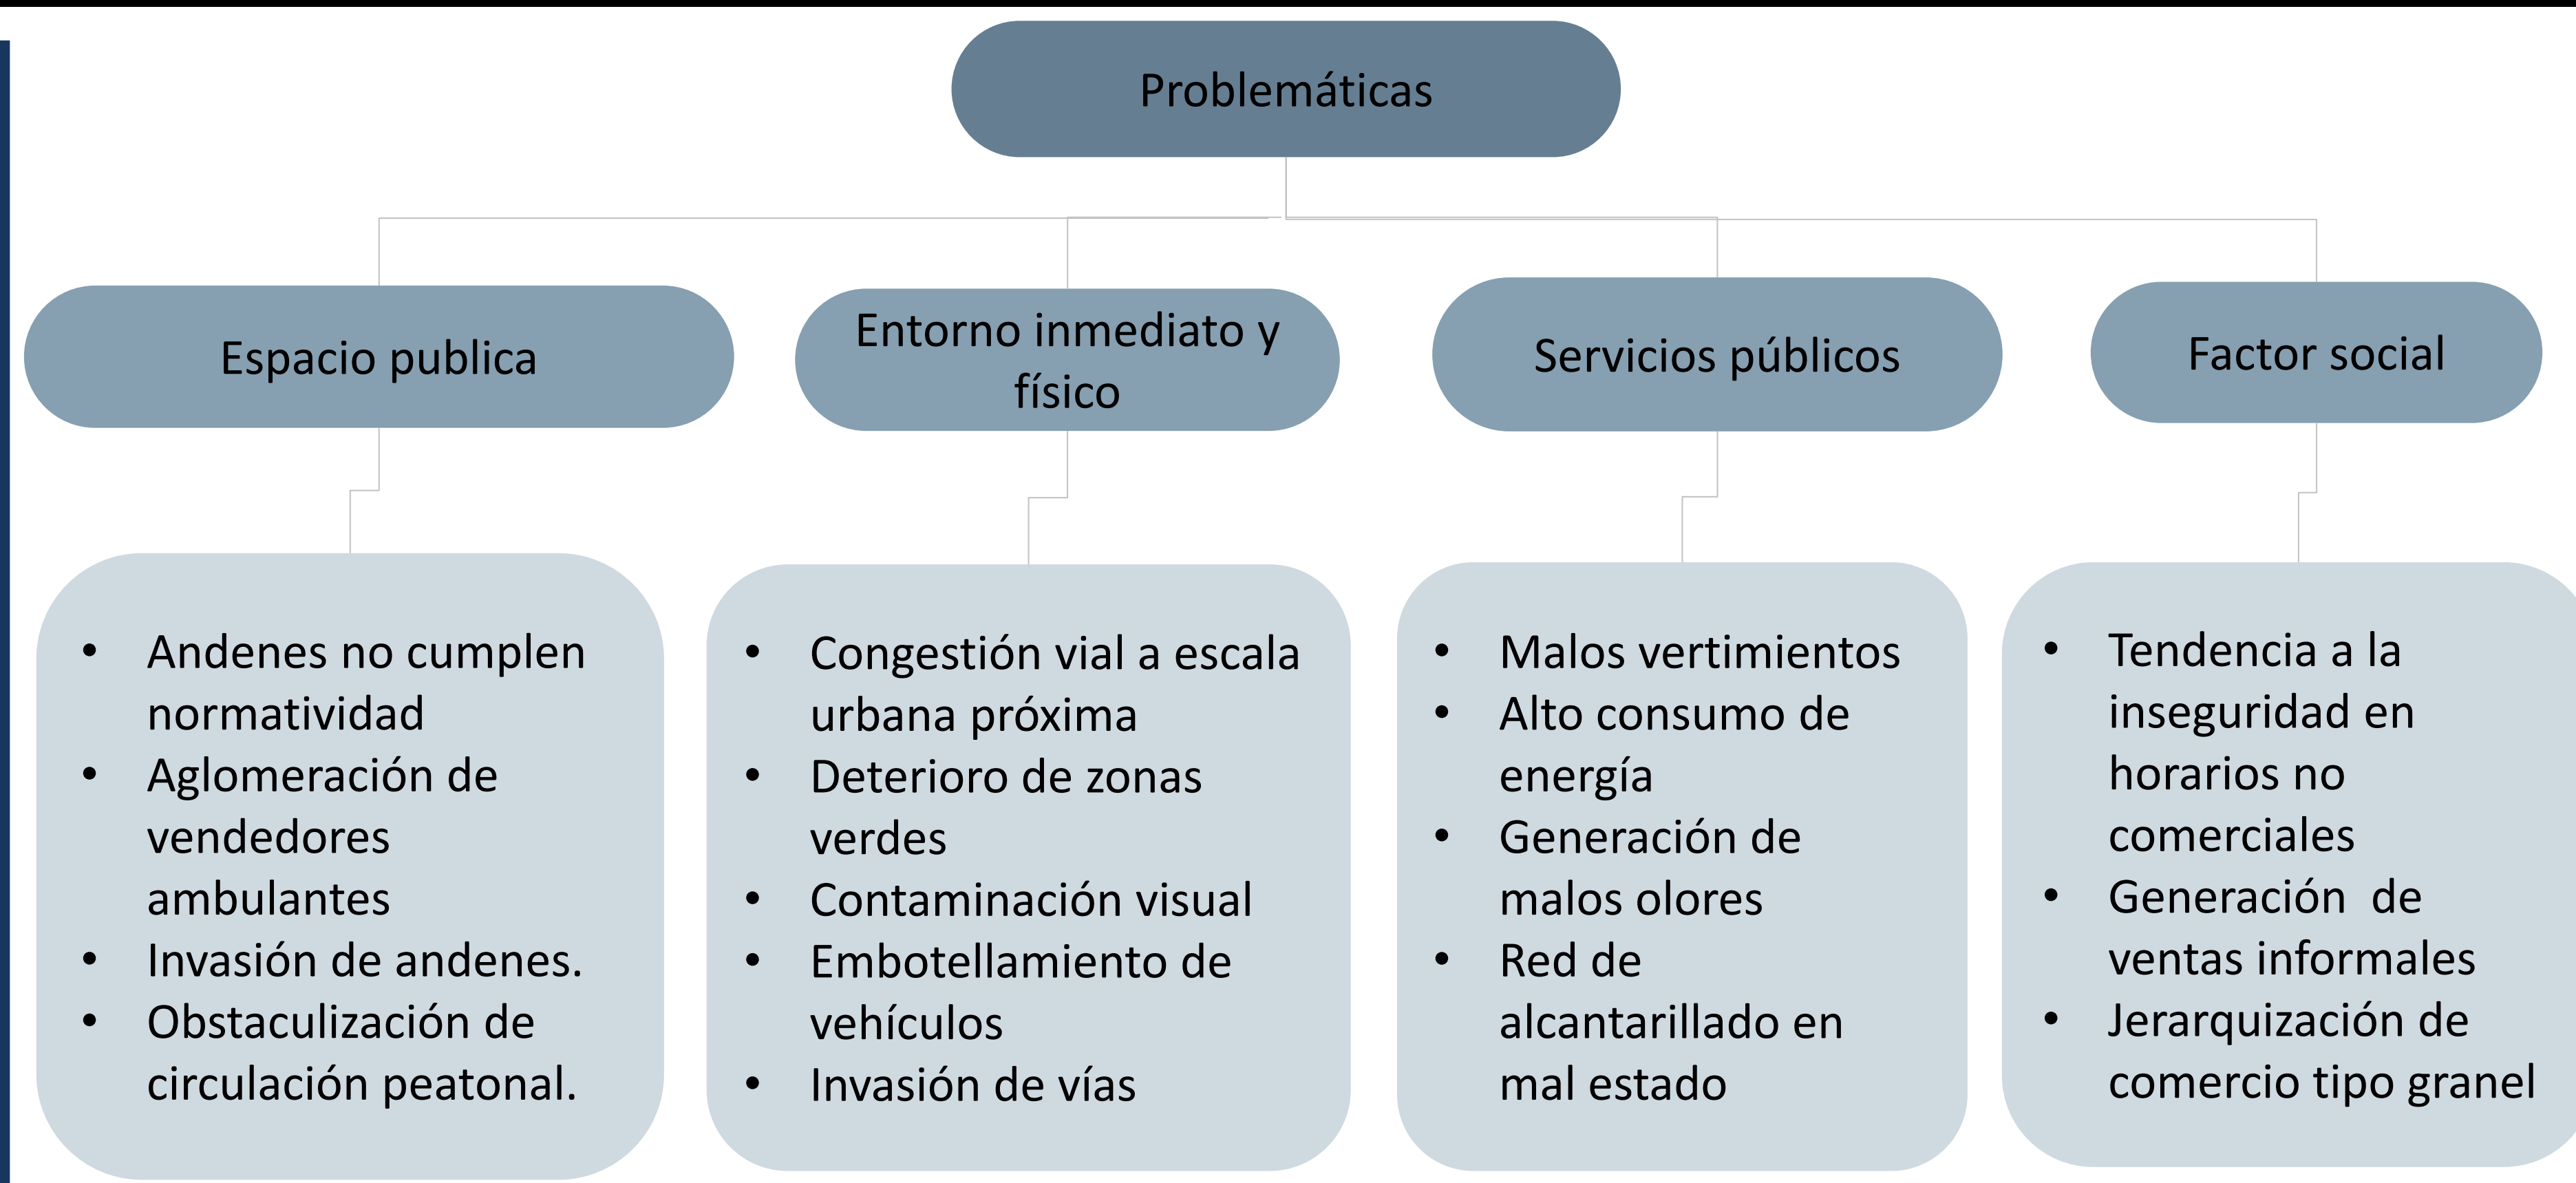 Problemáticas
Espacio publica
Entorno inmediato y
físico
Servicios públicos
Factor social
• Andenes no cumplen
normatividad
• Aglomeración de
vendedores
ambulantes
• Invasión de andenes.
• Obstaculización de
circulación peatonal.
• Congestión vial a escala
urbana próxima
• Deterioro de zonas
verdes
• Contaminación visual
• Embotellamiento de
vehículos
• Invasión de vías
• Malos vertimientos
• Alto consumo de
energía
• Generación de
malos olores
• Red de
alcantarillado en
mal estado
• Tendencia a la
inseguridad en
horarios no
comerciales
• Generación  de
ventas informales
• Jerarquización de
comercio tipo granel